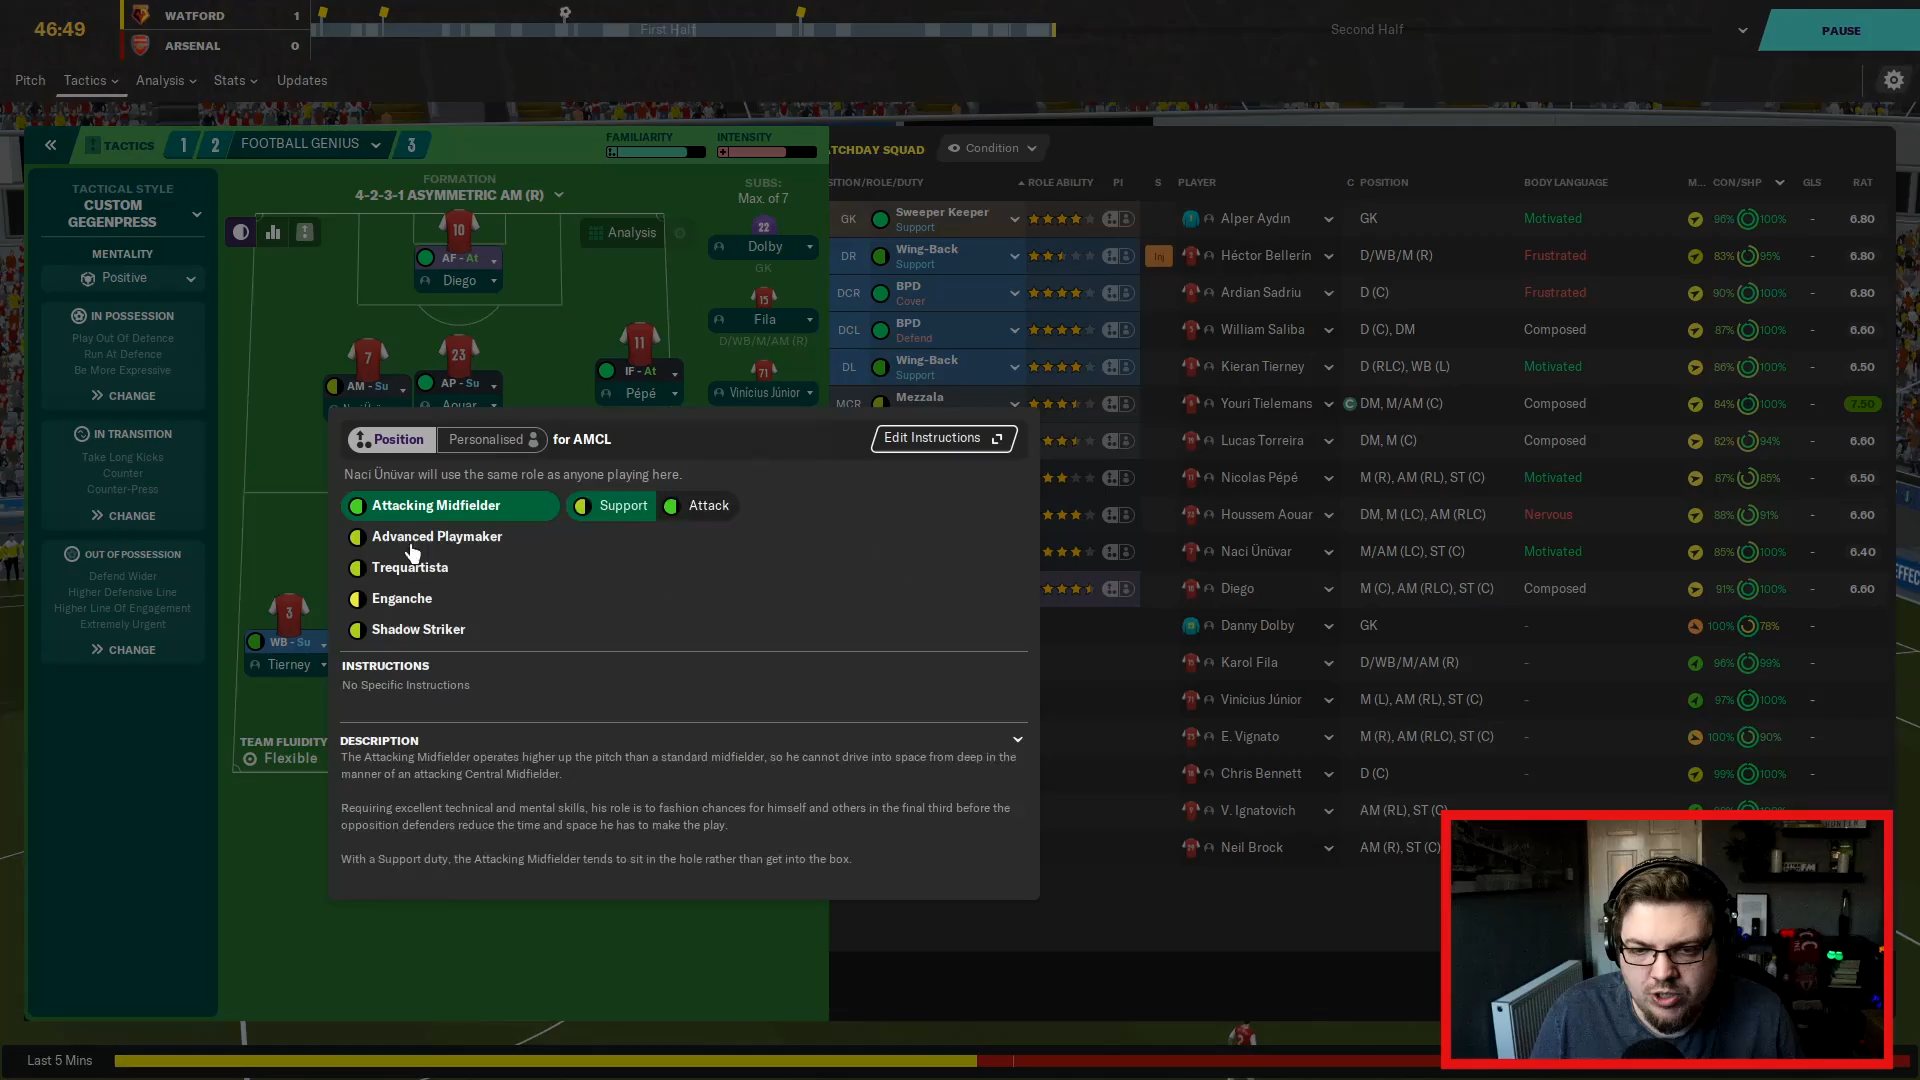 46:49
WATFORD 1
ARSENAL 0
First Half
Second Half
PAUSE
Pitch Tactics Analysis Stats Updates
TACTICS 1 2 FOOTBALL GENIUS 3
FAMILIARITY
INTENSITY
TACTICAL STYLE
CUSTOM
GEGENPRESS
MENTALITY
Positive
IN POSSESSION
Play Out Of Defence
Run At Defence
Be More Expressive
CHANGE
IN TRANSITION
Take Long Kicks
Counter
Counter-Press
CHANGE
OUT OF POSSESSION
Defend Wider
Higher Defensive Line
Higher Line Of Engagement
Extremely Urgent
CHANGE
FORMATION
4-2-3-1 ASYMMETRIC AM (R)
Analysis
10
AF - At
Diego
7
AM - Su
23
AP - Su
Aouar
11
IF - At
Pépé
3
WB - Su
Tierney
TEAM FLUIDITY
Flexible
SUBS:
Max. of 7
22
Dolby
GK
15
Fila
D/WB/M/AM (R)
71
Vinícius Júnior
Position Personalised for AMCL
Edit Instructions
Naci Ünüvar will use the same role as anyone playing here.
Attacking Midfielder Support Attack
Advanced Playmaker
Trequartista
Enganche
Shadow Striker
INSTRUCTIONS
No Specific Instructions
DESCRIPTION
The Attacking Midfielder operates higher up the pitch than a standard midfielder, so he cannot drive into space from deep in the
manner of an attacking Central Midfielder.
Requiring excellent technical and mental skills, his role is to fashion chances for himself and others in the final third before the
opposition defenders reduce the time and space he has to make the play.
With a Support duty, the Attacking Midfielder tends to sit in the hole rather than get into the box.
TCHDAY SQUAD
Condition
SITION/ROLE/DUTY ROLE ABILITY PI S PLAYER C POSITION BODY LANGUAGE M... CON/SHP GLS RAT
GK Sweeper Keeper Support Alper Aydın GK Motivated 96% 100% - 6.80
DR Wing-Back Support Inj Héctor Bellerín D/WB/M (R) Frustrated 83% 95% - 6.80
DCR BPD Cover Ardian Sadriu D (C) Frustrated 90% 100% - 6.80
DCL BPD Defend William Saliba D (C), DM Composed 87% 100% - 6.60
DL Wing-Back Support Kieran Tierney D (RLC), WB (L) Motivated 86% 100% - 6.50
MCR Mezzala Youri Tielemans C DM, M/AM (C) Composed 84% 100% - 7.50
Lucas Torreira DM, M (C) Composed 82% 94% - 6.60
Nicolas Pépé M (R), AM (RL), ST (C) Motivated 87% 85% - 6.50
Houssem Aouar DM, M (LC), AM (RLC) Nervous 88% 91% - 6.60
Naci Ünüvar M/AM (LC), ST (C) Motivated 85% 100% - 6.40
Diego M (C), AM (RLC), ST (C) Composed 91% 100% - 6.60
Danny Dolby GK - 100% 78% -
Karol Fila D/WB/M/AM (R) - 96% 99% -
Vinícius Júnior M (L), AM (RL), ST (C) - 97% 100% -
E. Vignato M (R), AM (RLC), ST (C) - 100% 90% -
Chris Bennett D (C) - 99% 100% -
V. Ignatovich AM (RL), ST (C)
Neil Brock AM (R), ST (C)
Last 5 Mins